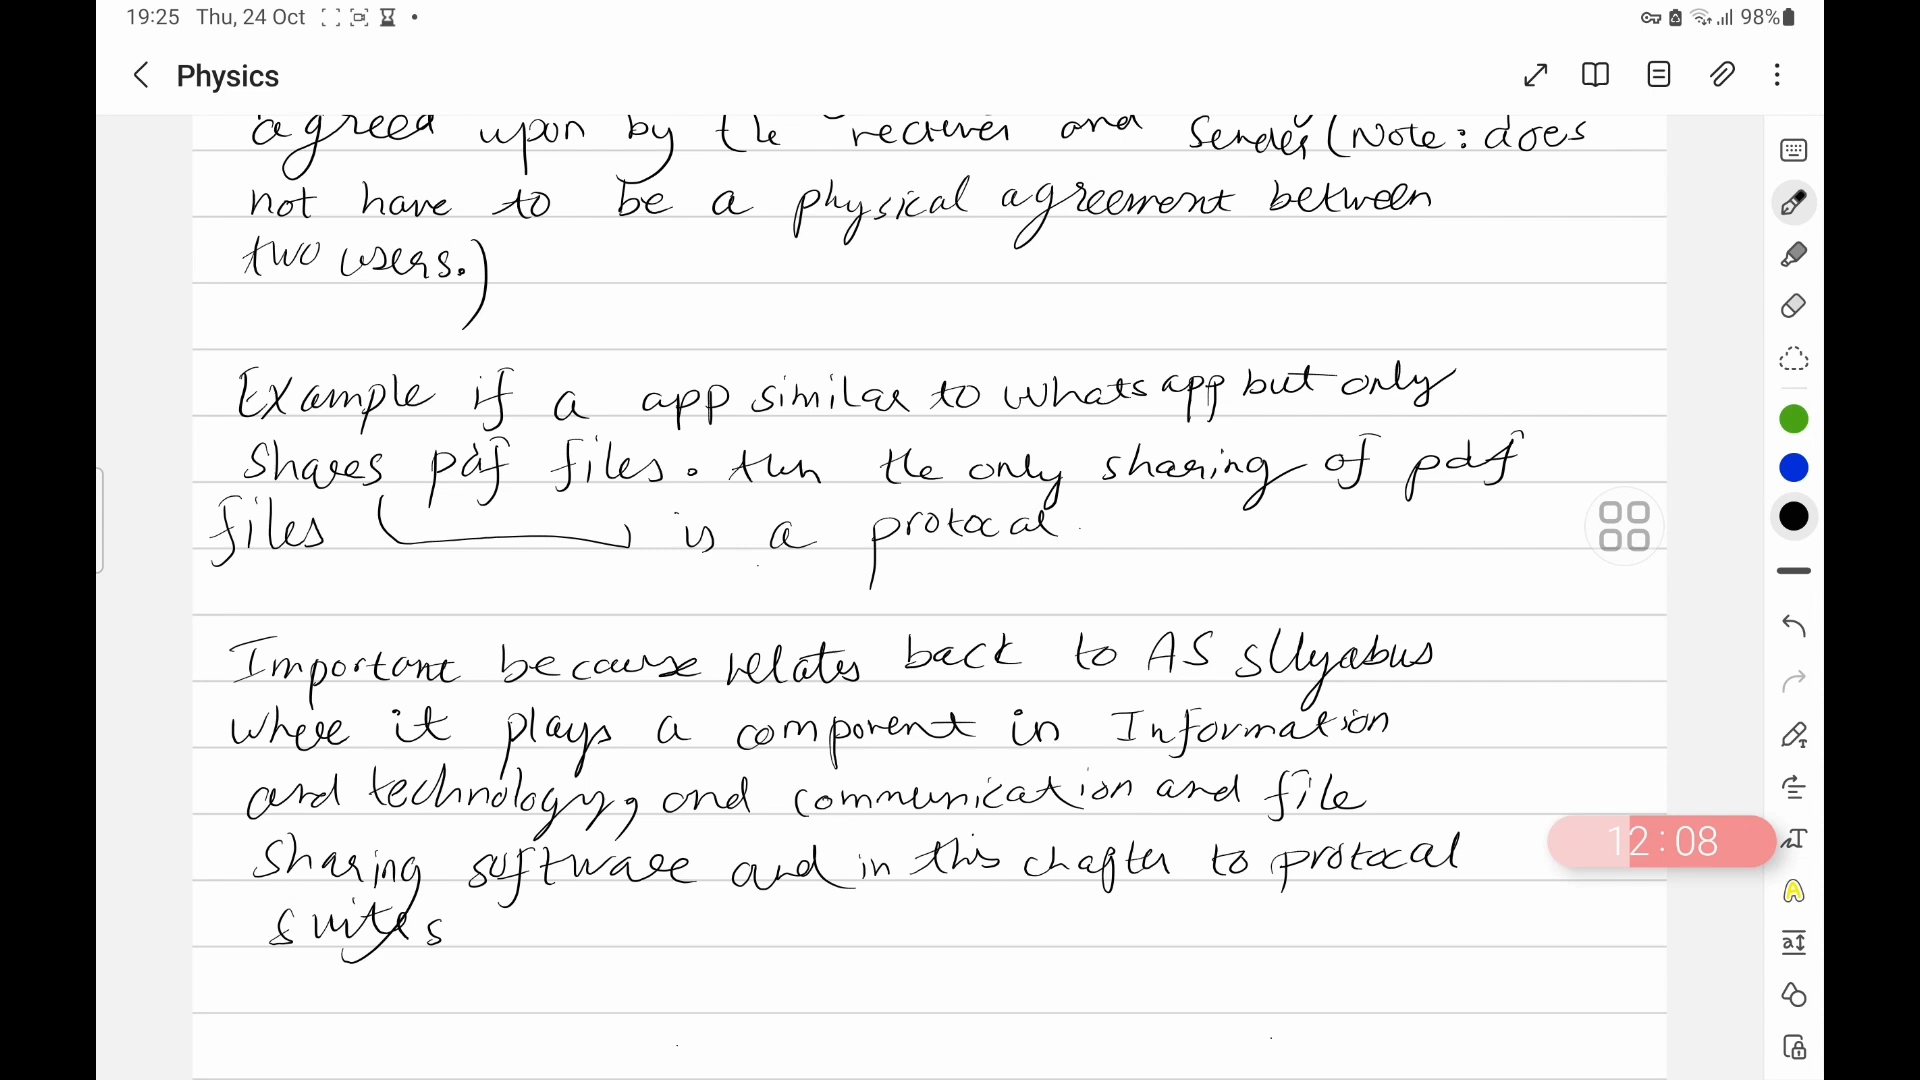 19:25 Thu, 24 Oct
98%
Physics
agreed upon by the reciever and Sender (Note: does
not have to be a physical agreement between
two users.)
Example if a app similar to whats app but only
shares pdf files. then the only sharing of pdf
files is a protocal.
Important because relates back to AS sllyabus
where it plays a component in Information
and technology, and communication and file
sharing software and in this chapter to protocal
suites
12:08